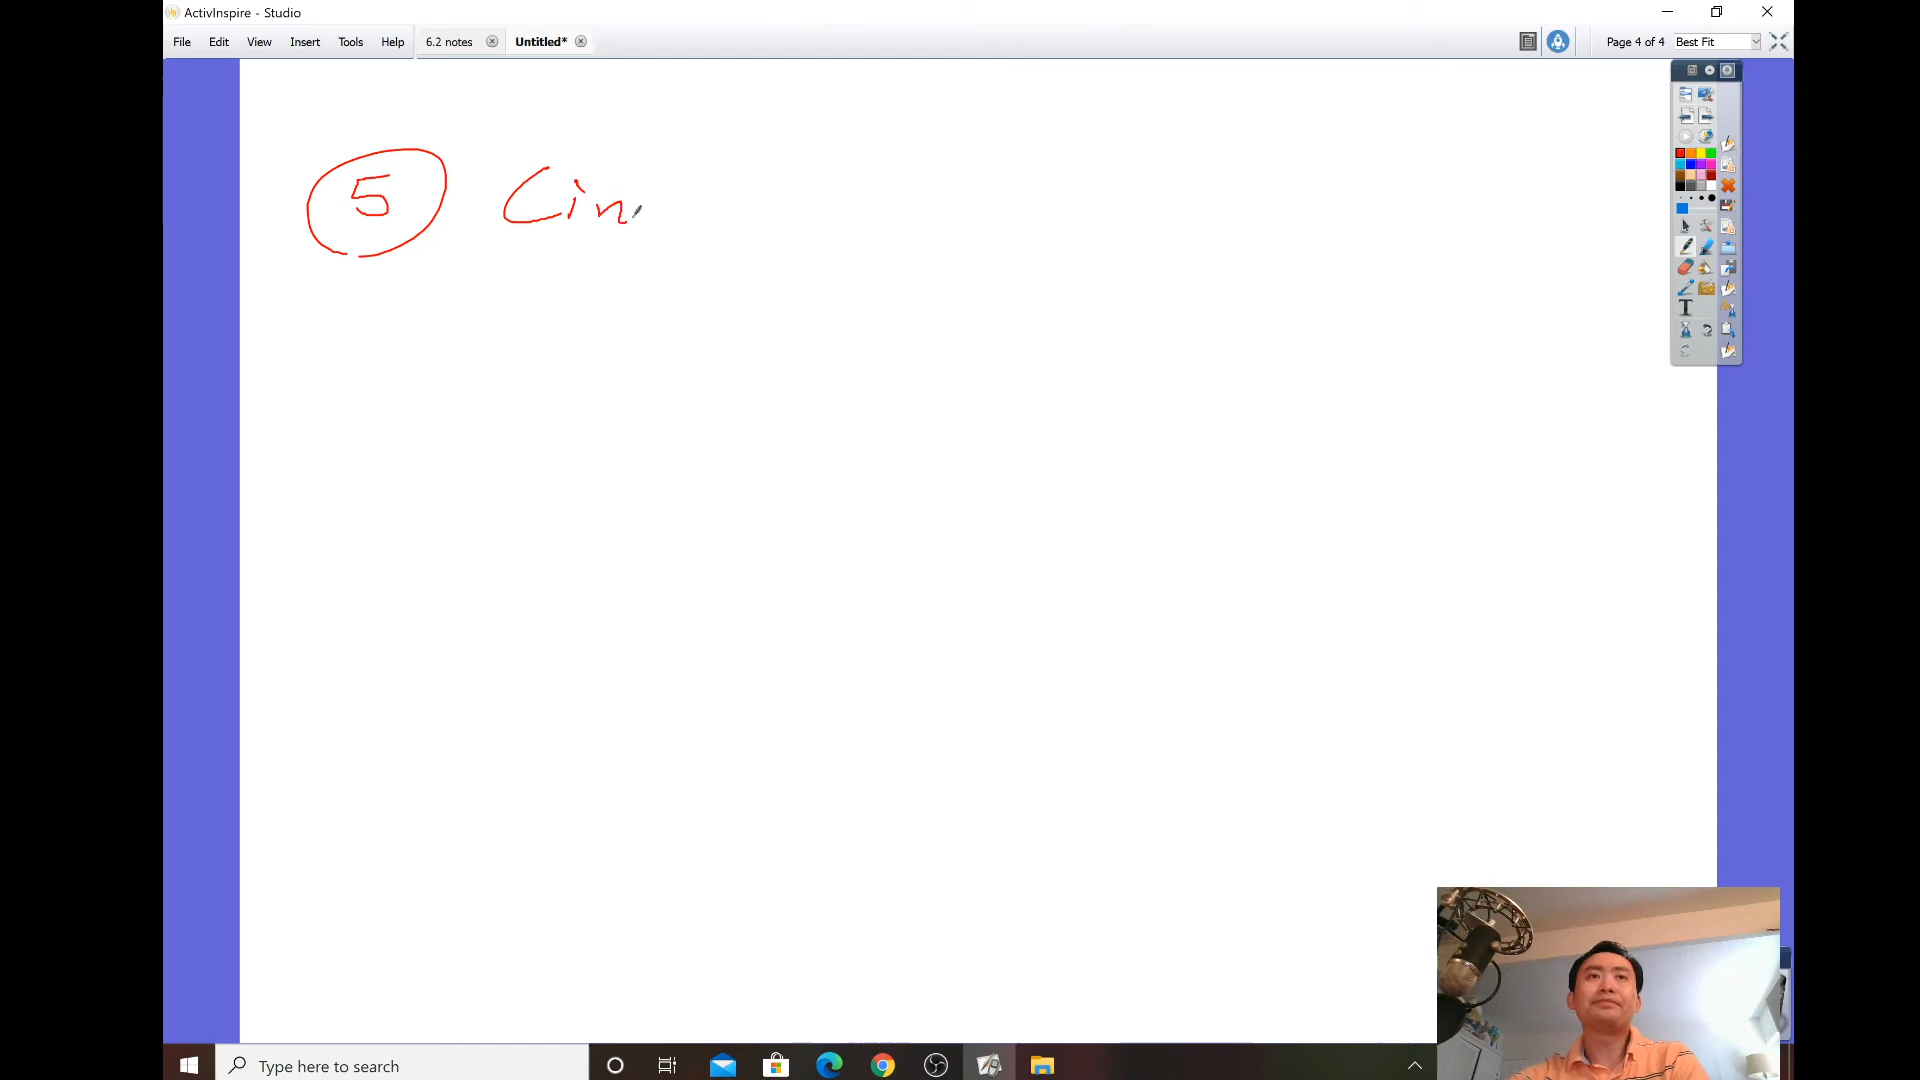 ActivInspire - Studio
File Edit View Insert Tools Help 6.2 notes Untitled* Page 4 of 4 Best Fit
5 Cin
T
Type here to search